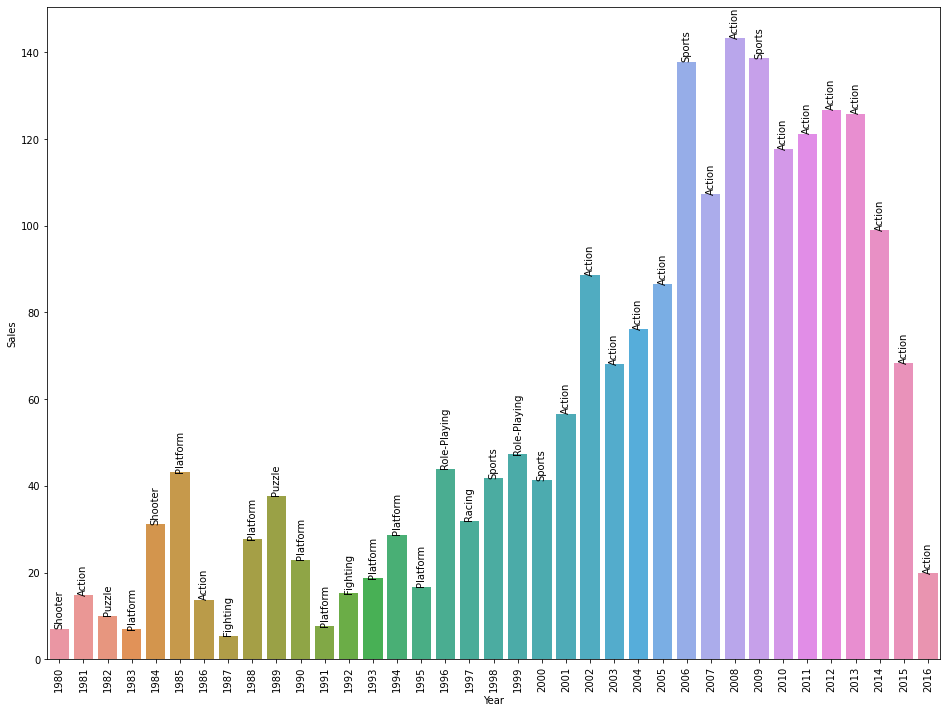 140
120
100
80
60
40
20
0
Sales
Shooter
Action
Puzzle
Platform
Shooter
Platform
Action
Fighting
Platform
Puzzle
Platform
Platform
Fighting
Platform
Platform
Platform
Role-Playing
Racing
Sports
Role-Playing
Sports
Action
Action
Action
Action
Action
Sports
Action
Action
Sports
Action
Action
Action
Action
Action
Action
Action
1980
1981
1982
1983
1984
1985
1986
1987
1988
1989
1990
1991
1992
1993
1994
1995
1996
1997
1998
1999
2000
2001
2002
2003
2004
2005
2006
2007
2008
2009
2010
2011
2012
2013
2014
2015
2016
Year